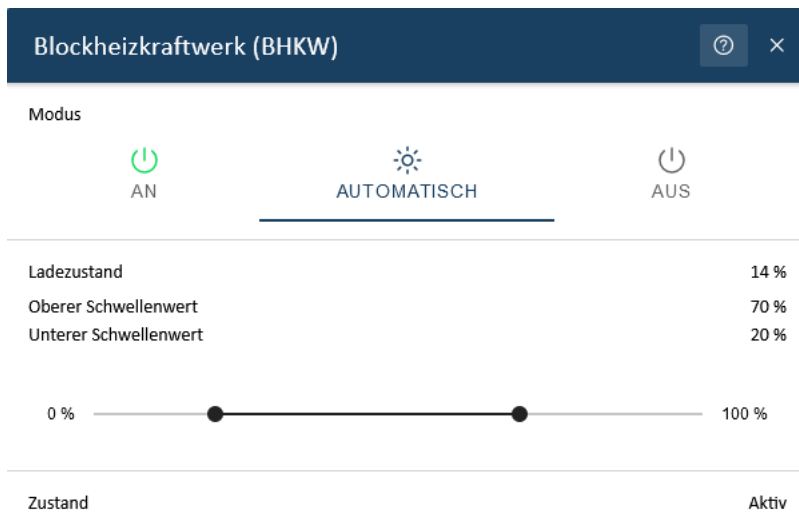 Blockheizkraftwerk (BHKW)
Modus
AN AUTOMATISCH AUS
Ladezustand 14 %
Oberer Schwellenwert 70 %
Unterer Schwellenwert 20 %
0 % 100 %
Zustand Aktiv